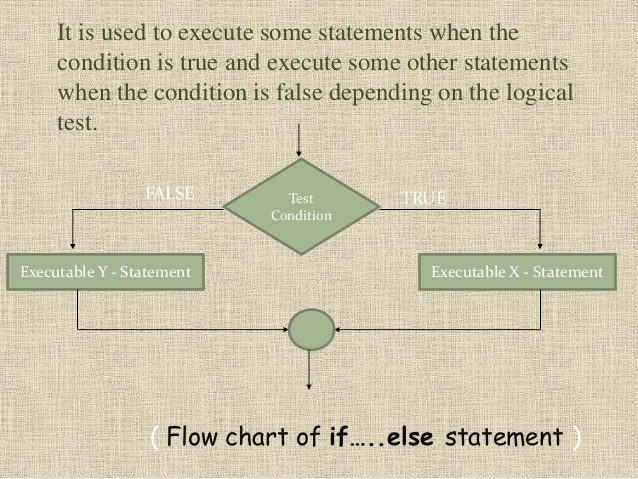 It is used to execute some statements when the
condition is true and execute some other statements
when the condition is false depending on the logical
test.
FALSE
Test
Condition
TRUE
Executable Y - Statement
Executable X - Statement
( Flow chart of if…..else statement )